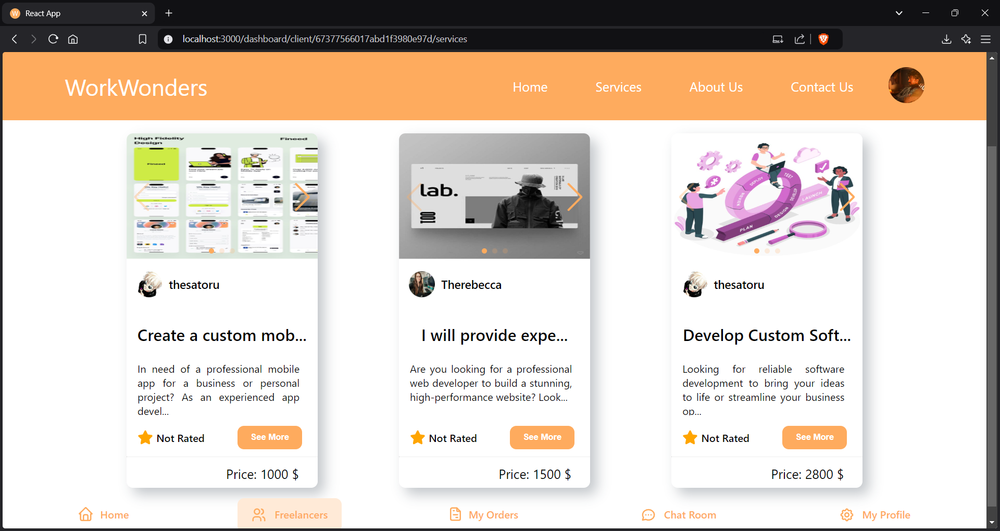 React App
localhost:3000/dashboard/client/67377566017abd1f3980e97d/services
WorkWonders
Home
Services
About Us
Contact Us
High Fidelity
Design
Fineed
Fineed
lab.
DEPLOY
TEST
REVIEW
DEVELOP
LAUNCH
DESIGN
PLAN
thesatoru
Therebecca
thesatoru
Create a custom mob...
I will provide expe...
Develop Custom Soft...
In need of a professional mobile
app for a business or personal
project? As an experienced app
devel...
Are you looking for a professional
web developer to build a stunning,
high-performance website? Look...
Looking for reliable software
development to bring your ideas
to life or streamline your business
op...
Not Rated
See More
Not Rated
See More
Not Rated
See More
Price: 1000 $
Price: 1500 $
Price: 2800 $
Home
Freelancers
My Orders
Chat Room
My Profile